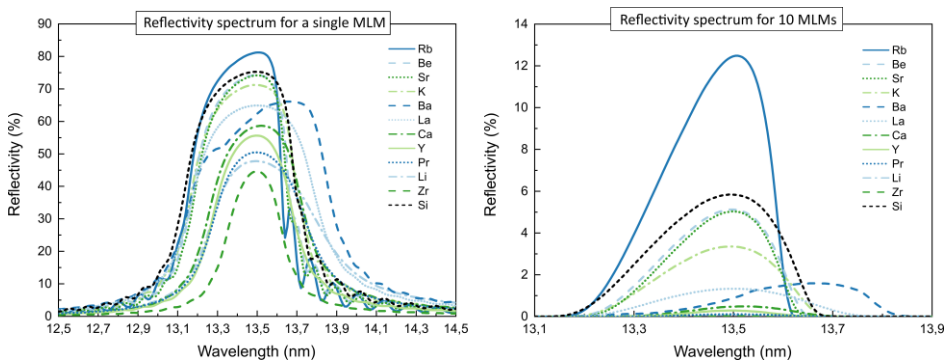 Reflectivity spectrum for a single MLM
90
80
70
60
50
40
30
20
10
0
Reflectivity (%)
Rb
Be
Sr
K
Ba
La
Ca
Y
Pr
Li
Zr
Si
12,5 12,7 12,9 13,1 13,3 13,5 13,7 13,9 14,1 14,3 14,5
Wavelength (nm)
Reflectivity spectrum for 10 MLMs
14
12
10
8
6
4
2
0
Reflectivity (%)
Rb
Be
Sr
K
Ba
La
Ca
Y
Pr
Li
Zr
Si
13,1 13,3 13,5 13,7 13,9
Wavelength (nm)